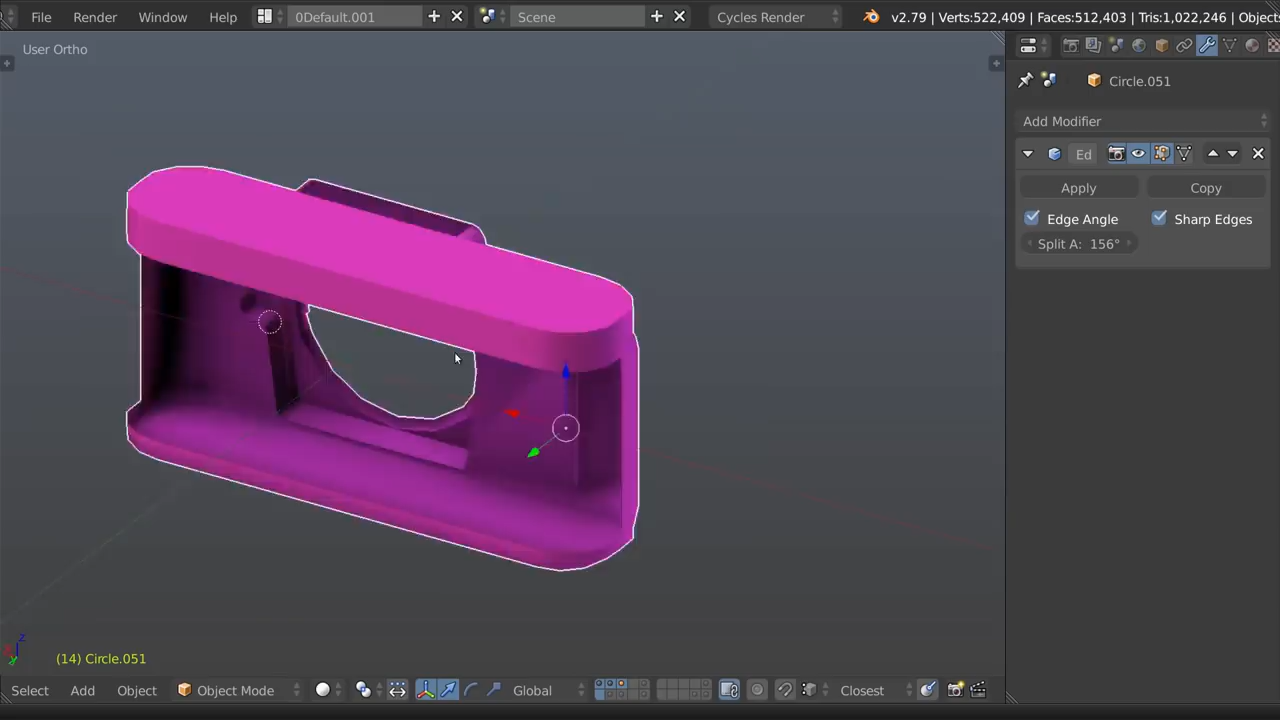 File Render Window Help 0Default.001 Scene Cycles Render v2.79 | Verts:522,409 | Faces:512,403 | Tris:1,022,246 | Object
User Ortho
Circle.051
Add Modifier
Ed
Apply Copy
Edge Angle Sharp Edges
Split A: 156°
z
x
y
(14) Circle.051
Select Add Object Object Mode Global Closest